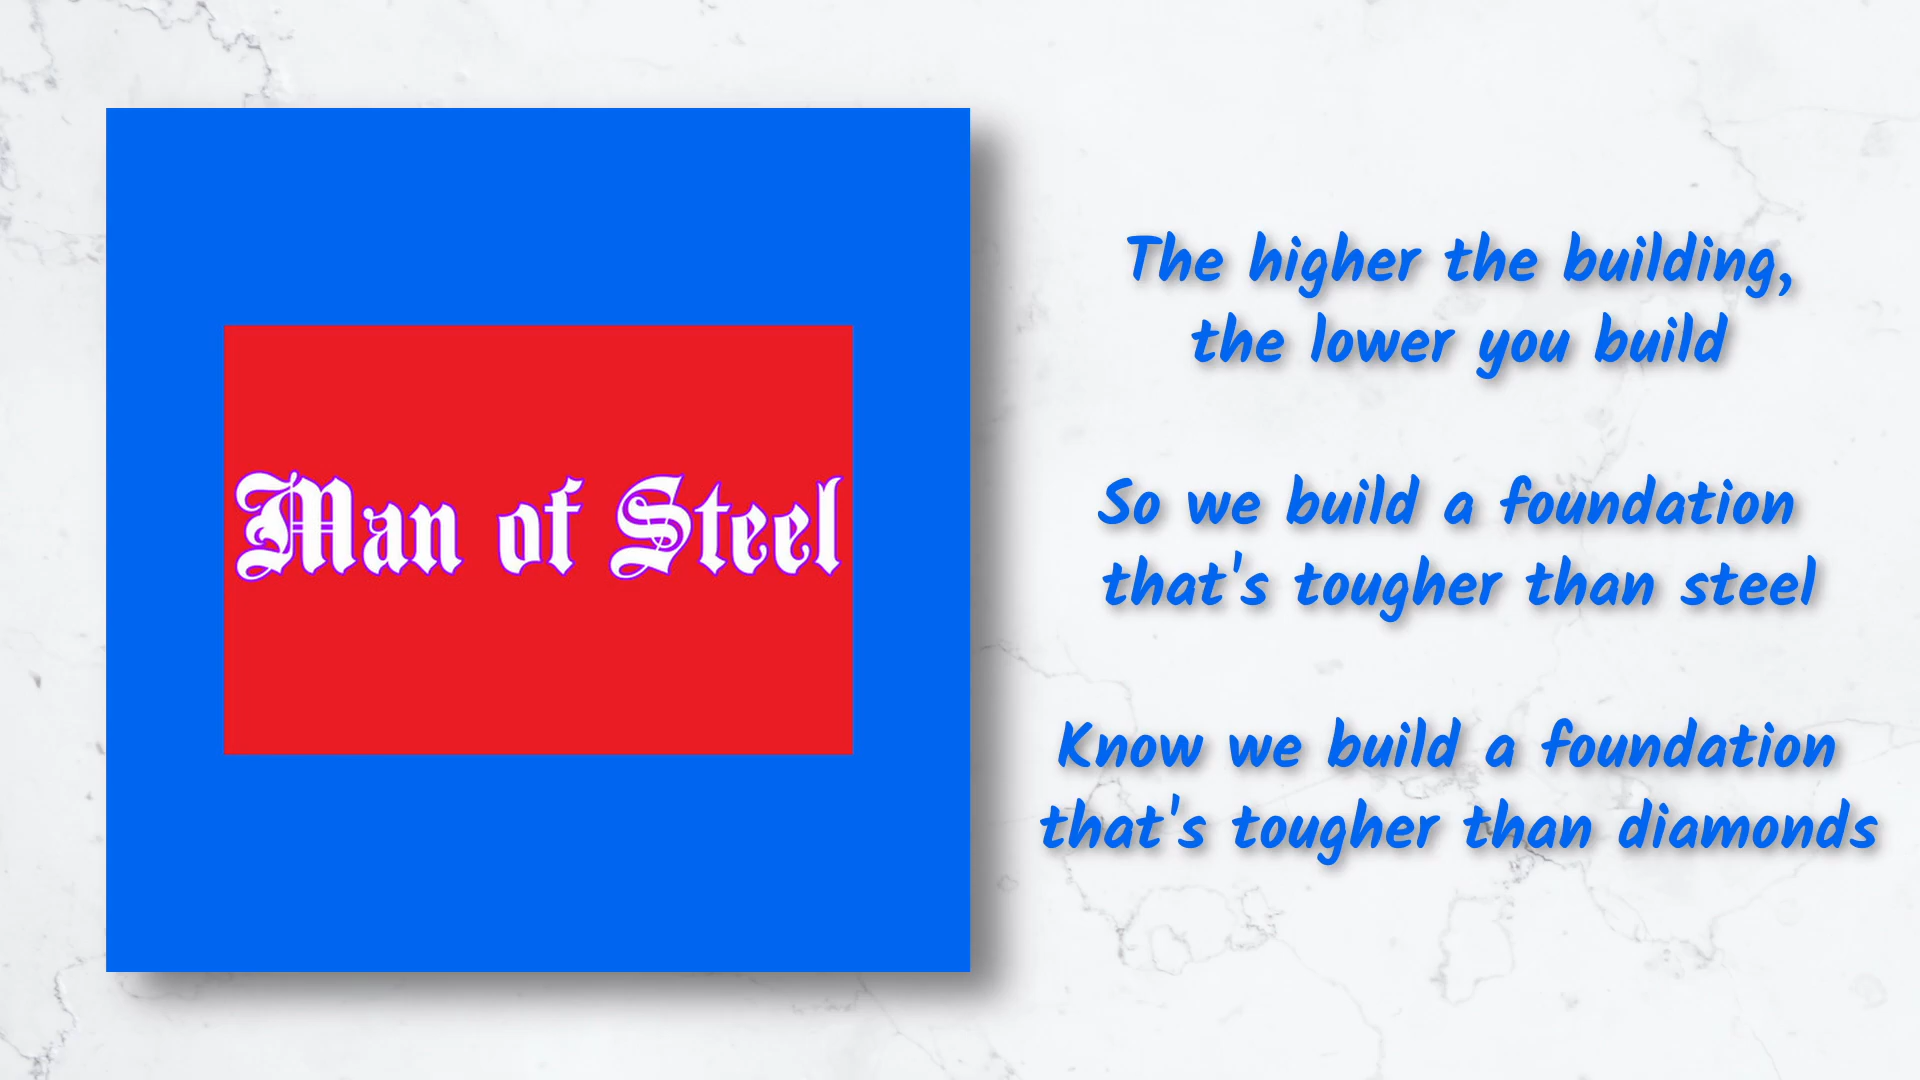 Man of Steel
The higher the building,
the lower you build
So we build a foundation
that's tougher than steel
Know we build a foundation
that's tougher than diamonds